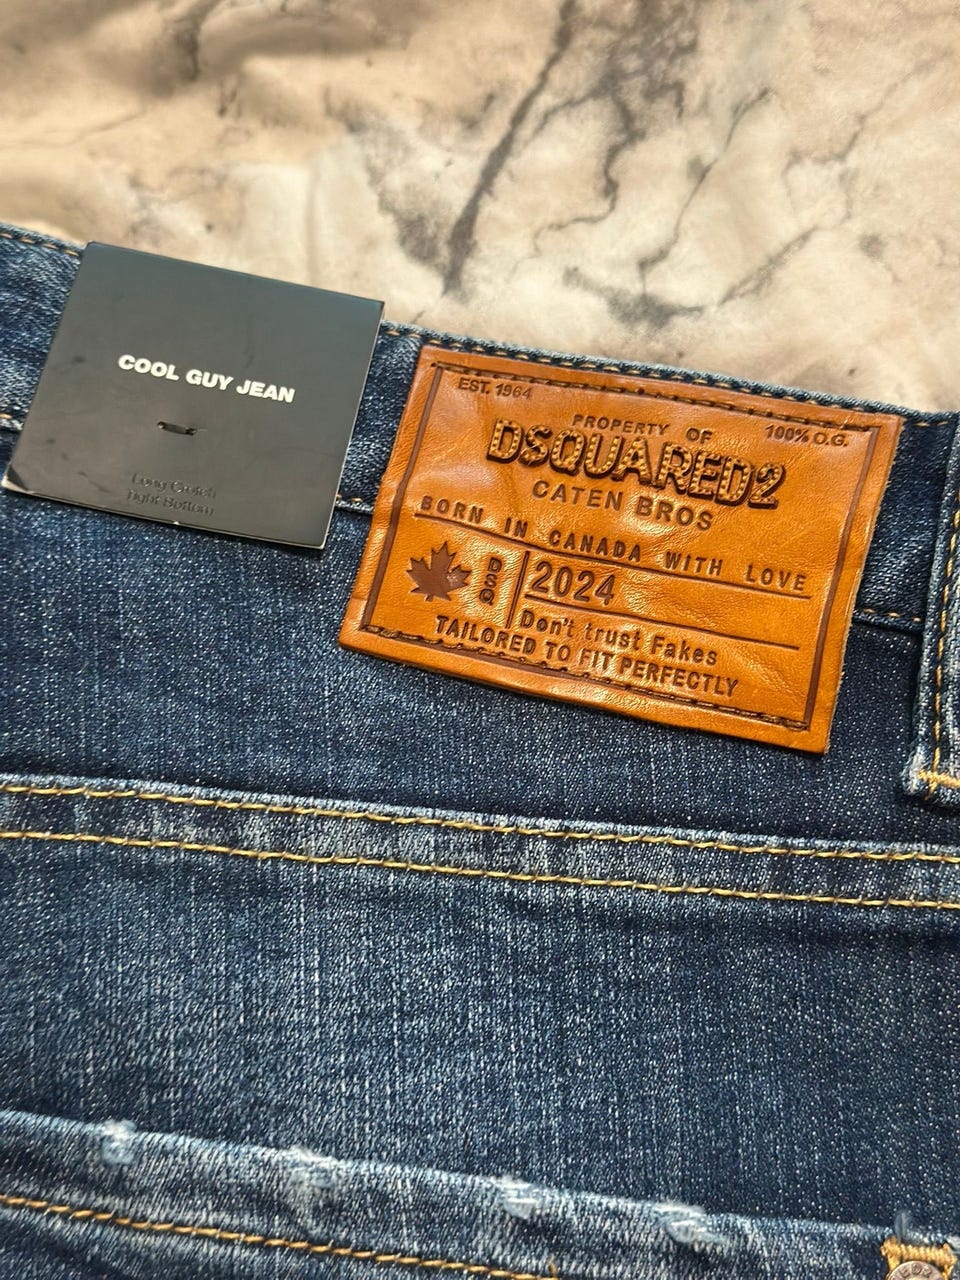 COOL GUY JEAN
Long Crotch
Tight Bottom
EST. 1964
100% O.G.
PROPERTY OF
DSQUARED2
CATEN BROS
BORN IN CANADA WITH LOVE
DSQ
2024
Don't trust Fakes
TAILORED TO FIT PERFECTLY